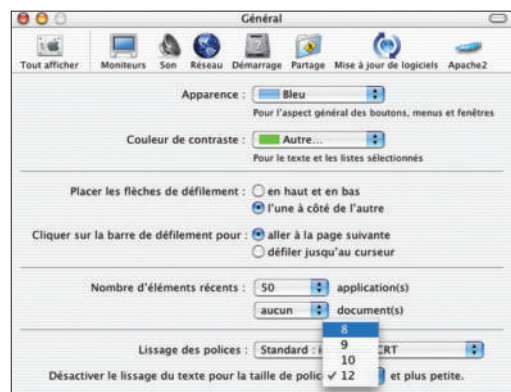 Général
Tout afficher Moniteurs Son Réseau Démarrage Partage Mise à jour de logiciels Apache2
Apparence : Bleu
Pour l'aspect général des boutons, menus et fenêtres
Couleur de contraste : Autre...
Pour le texte et les listes sélectionnés
Placer les flèches de défilement : en haut et en bas
l'une à côté de l'autre
Cliquer sur la barre de défilement pour : aller à la page suivante
défiler jusqu'au curseur
Nombre d'éléments récents : 50 application(s)
aucun document(s)
8
9
Lissage des polices : Standard : CRT
10
Désactiver le lissage du texte pour la taille de polic ✓ 12 et plus petite.